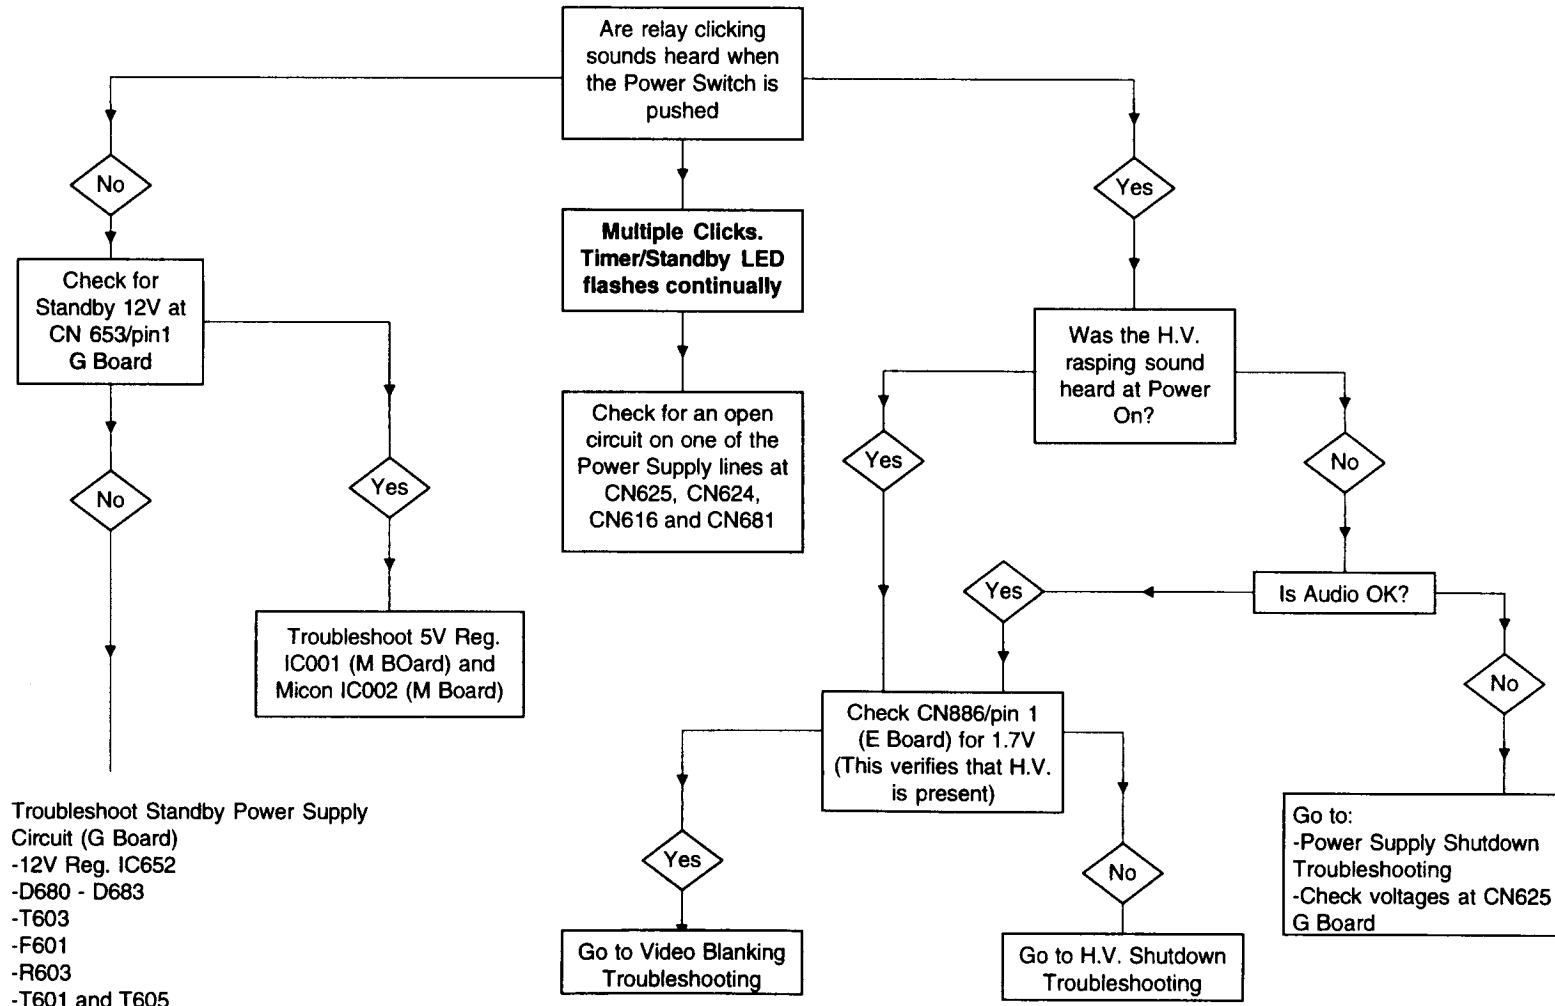 Are relay clicking
sounds heard when
the Power Switch is
pushed
No
Yes
Multiple Clicks.
Timer/Standby LED
flashes continually
Check for
Standby 12V at
CN 653/pin1
G Board
Was the H.V.
rasping sound
heard at Power
On?
Check for an open
circuit on one of the
Power Supply lines at
CN625, CN624,
CN616 and CN681
No
Yes
Yes
No
Troubleshoot 5V Reg.
IC001 (M BOard) and
Micon IC002 (M Board)
Yes
Is Audio OK?
No
Check CN886/pin 1
(E Board) for 1.7V
(This verifies that H.V.
is present)
Troubleshoot Standby Power Supply
Circuit (G Board)
-12V Reg. IC652
-D680 - D683
-T603
-F601
-R603
-T601 and T605
Yes
No
Go to:
-Power Supply Shutdown
Troubleshooting
-Check voltages at CN625
G Board
Go to Video Blanking
Troubleshooting
Go to H.V. Shutdown
Troubleshooting